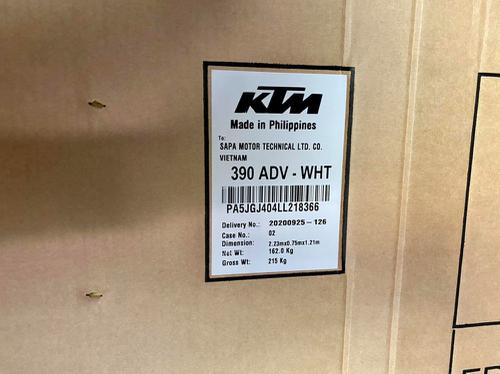 KTM
Made in Philippines
To:
SAPA MOTOR TECHNICAL LTD. CO.
VIETNAM
390 ADV - WHT
PA5JGJ404LL218366
Delivery No.: 20200925 - 126
Case No.: 02
Dimension: 2.23mx0.75mx1.21m
Net Wt: 162.0 Kg
Gross Wt: 215 Kg